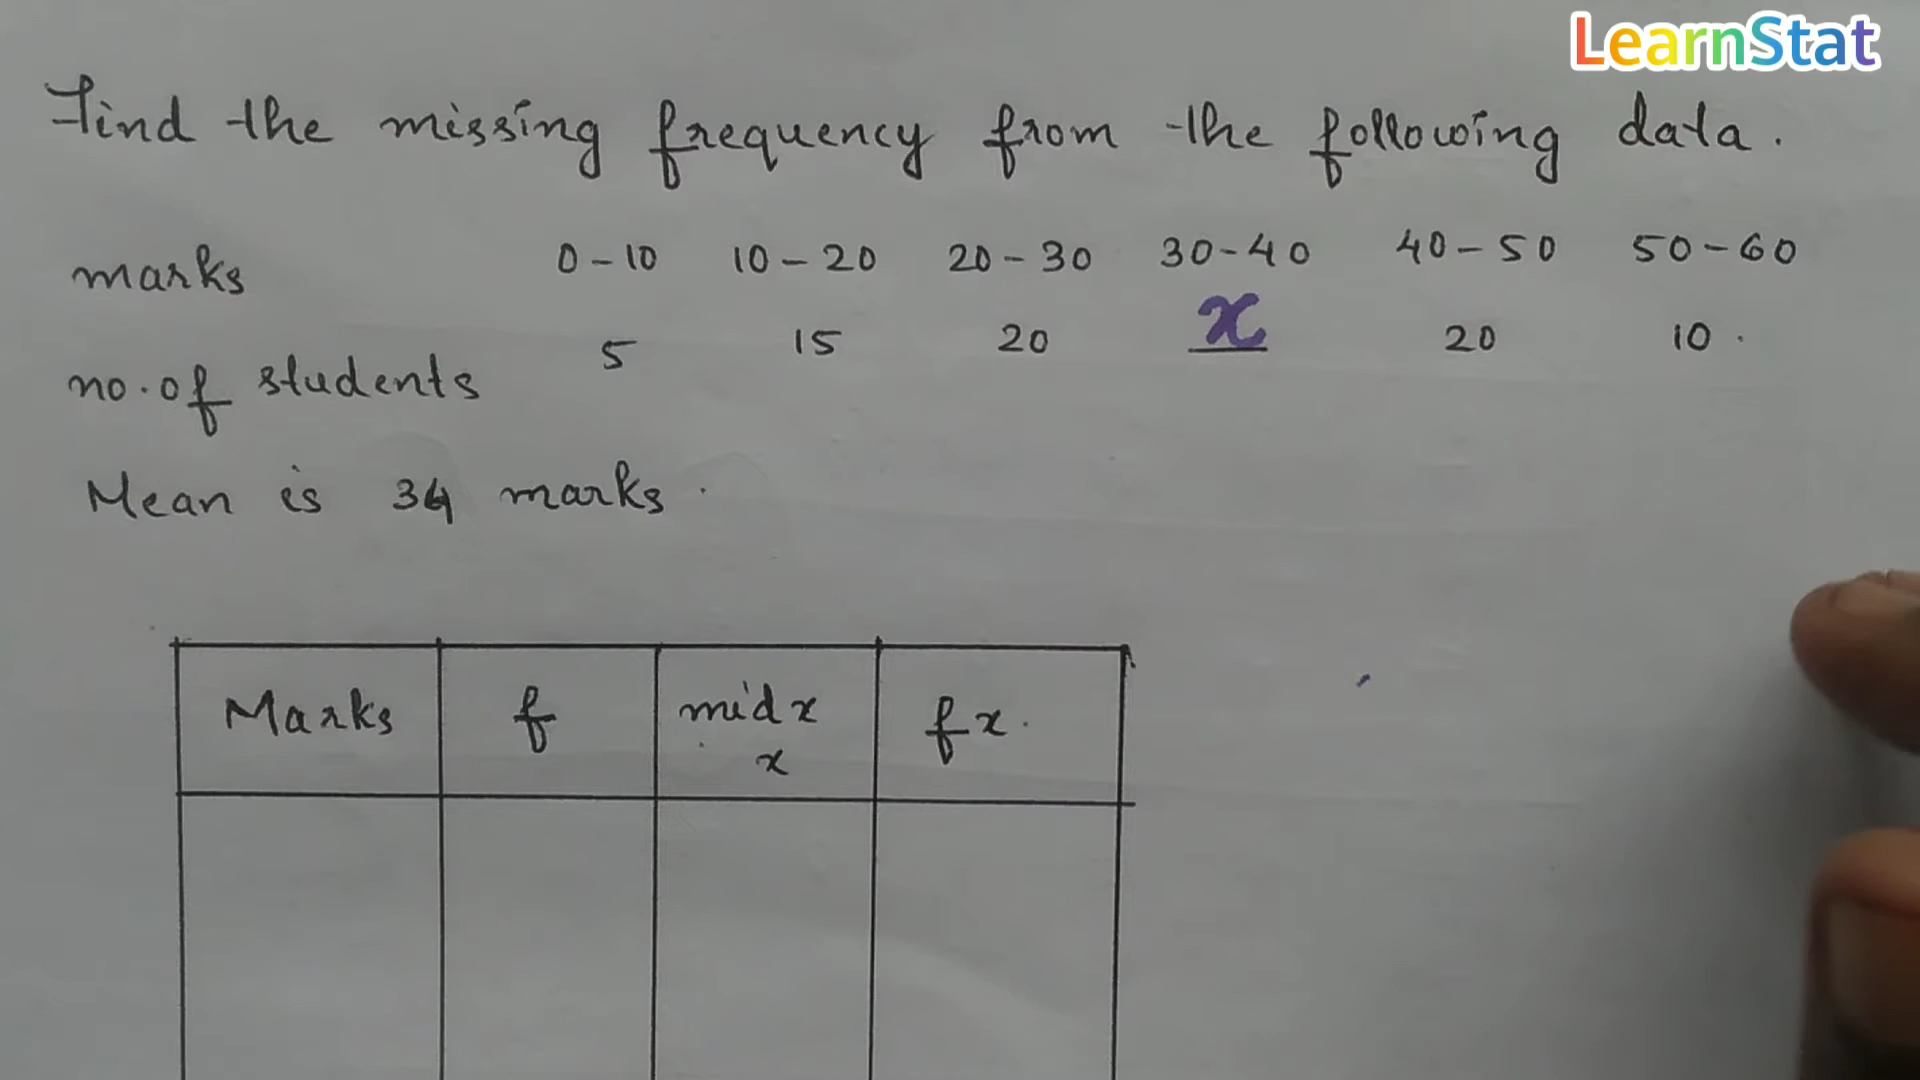 LearnStat
Find the missing frequency from the following data.
marks 0-10 10-20 20-30 30-40 40-50 50-60
no. of students 5 15 20 x 20 10.
Mean is 34 marks.
Marks f mid x fx.
x